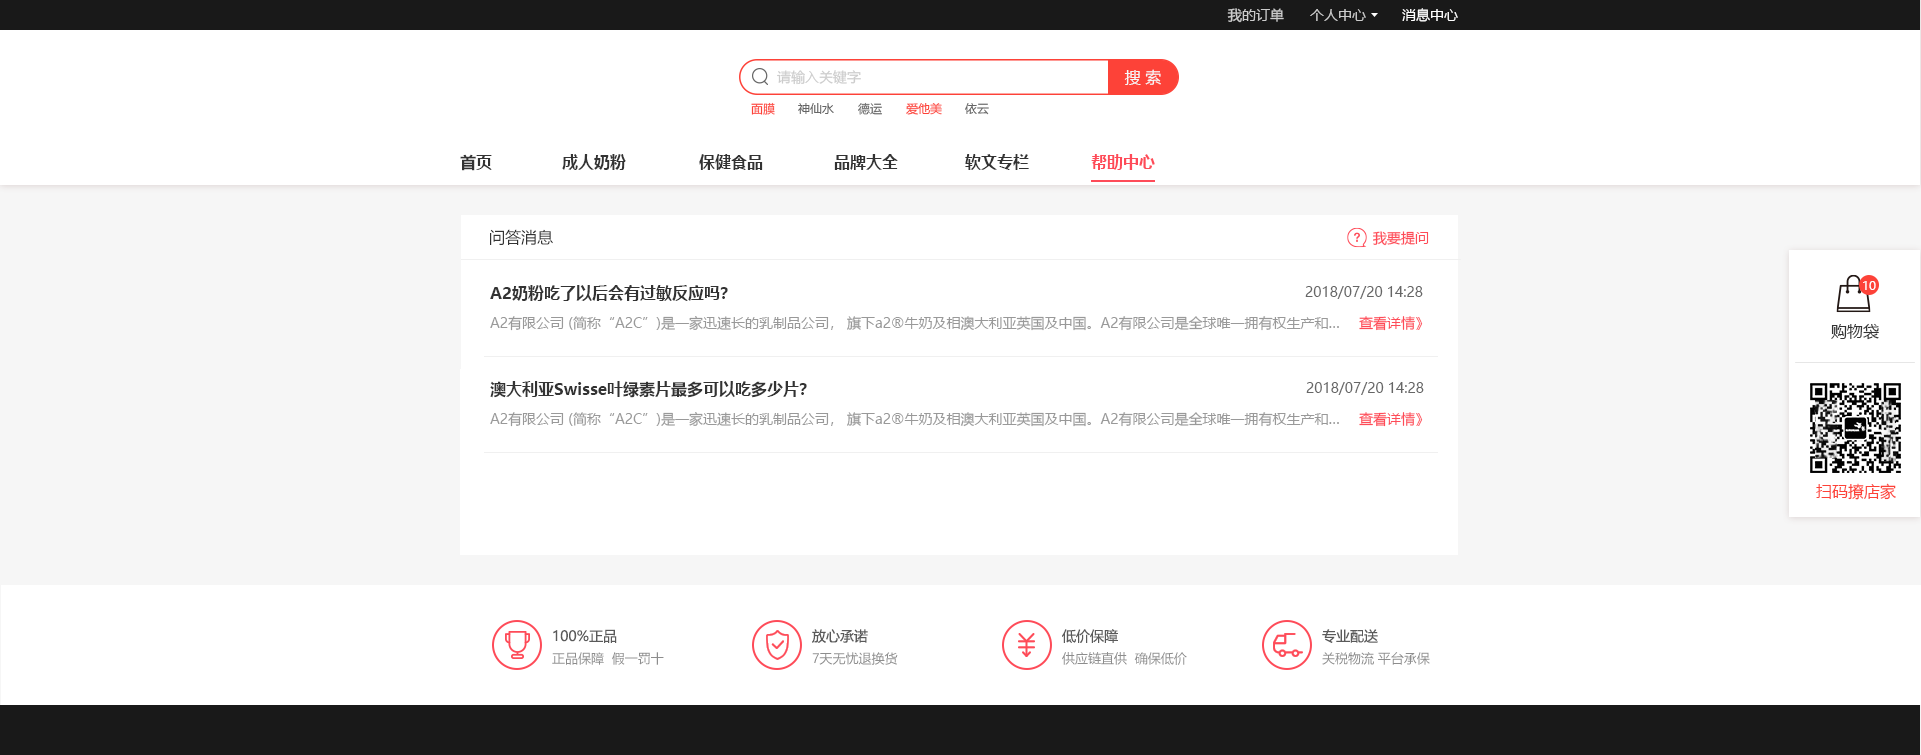 我的订单 个人中心 消息中心
请输入关键字 搜 索
面膜 神仙水 德运 爱他美 依云
首页 成人奶粉 保健食品 品牌大全 软文专栏 帮助中心
问答消息 我要提问
A2奶粉吃了以后会有过敏反应吗? 2018/07/20 14:28
A2有限公司 (简称“A2C”)是一家迅速长的乳制品公司， 旗下a2®牛奶及相澳大利亚英国及中国。A2有限公司是全球唯一拥有权生产和... 查看详情》
澳大利亚Swisse叶绿素片最多可以吃多少片? 2018/07/20 14:28
A2有限公司 (简称“A2C”)是一家迅速长的乳制品公司， 旗下a2®牛奶及相澳大利亚英国及中国。A2有限公司是全球唯一拥有权生产和... 查看详情》
10
购物袋
扫码撩店家
100%正品 放心承诺 低价保障 专业配送
正品保障 假一罚十 7天无忧退换货 供应链直供 确保低价 关税物流 平台承保